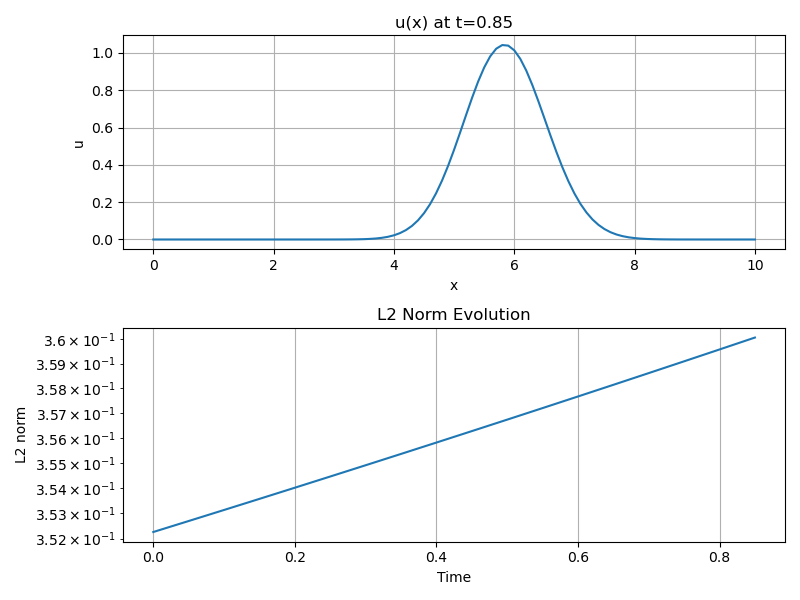 u(x) at t=0.85
1.0
0.8
0.6
0.4
0.2
0.0
u
0 2 4 6 8 10
x
L2 Norm Evolution
3.6 × 10⁻¹
3.59 × 10⁻¹
3.58 × 10⁻¹
3.57 × 10⁻¹
3.56 × 10⁻¹
3.55 × 10⁻¹
3.54 × 10⁻¹
3.53 × 10⁻¹
3.52 × 10⁻¹
L2 norm
0.0 0.2 0.4 0.6 0.8
Time